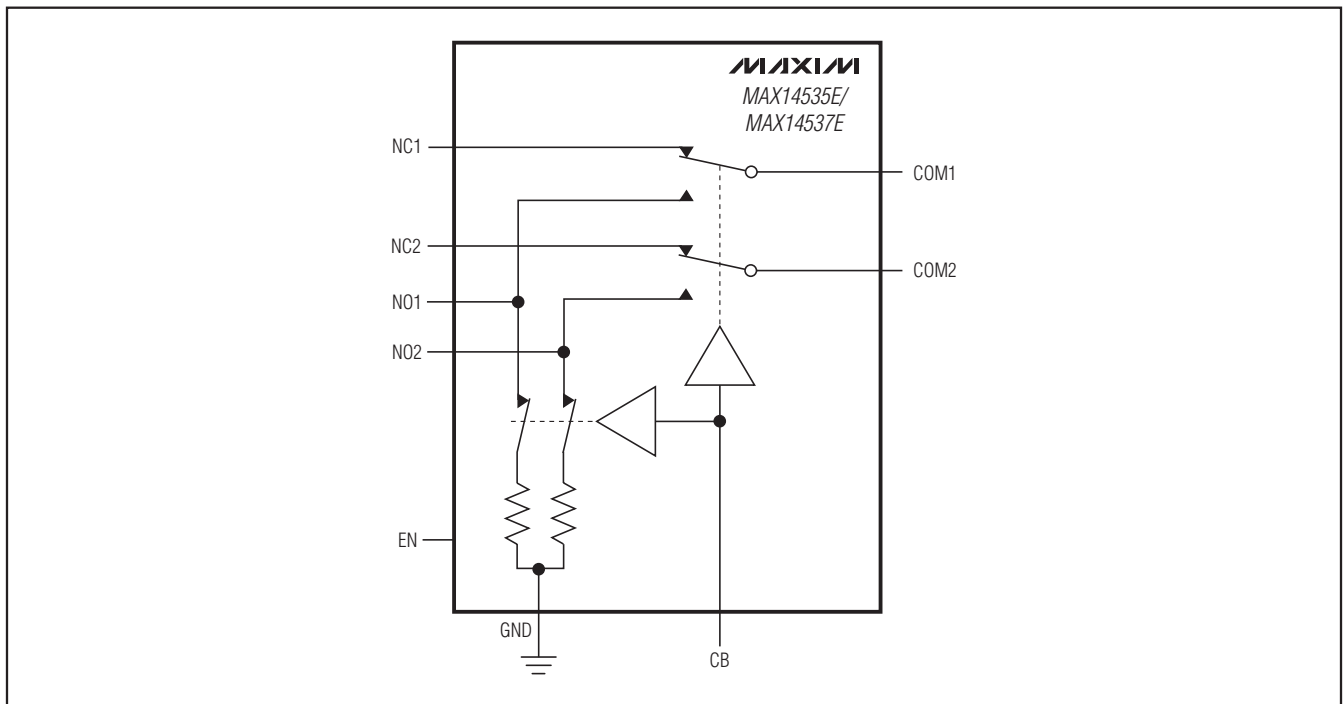 MAXIM
MAX14535E/
MAX14537E
NC1
COM1
NC2
COM2
NO1
NO2
EN
GND
CB